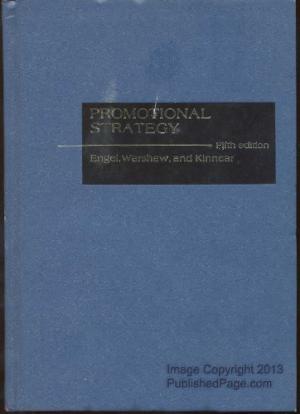 PROMOTIONAL
STRATEGY
Fifth edition
Engel, Warshaw, and Kinnear
Image Copyright 2013
PublishedPage.com